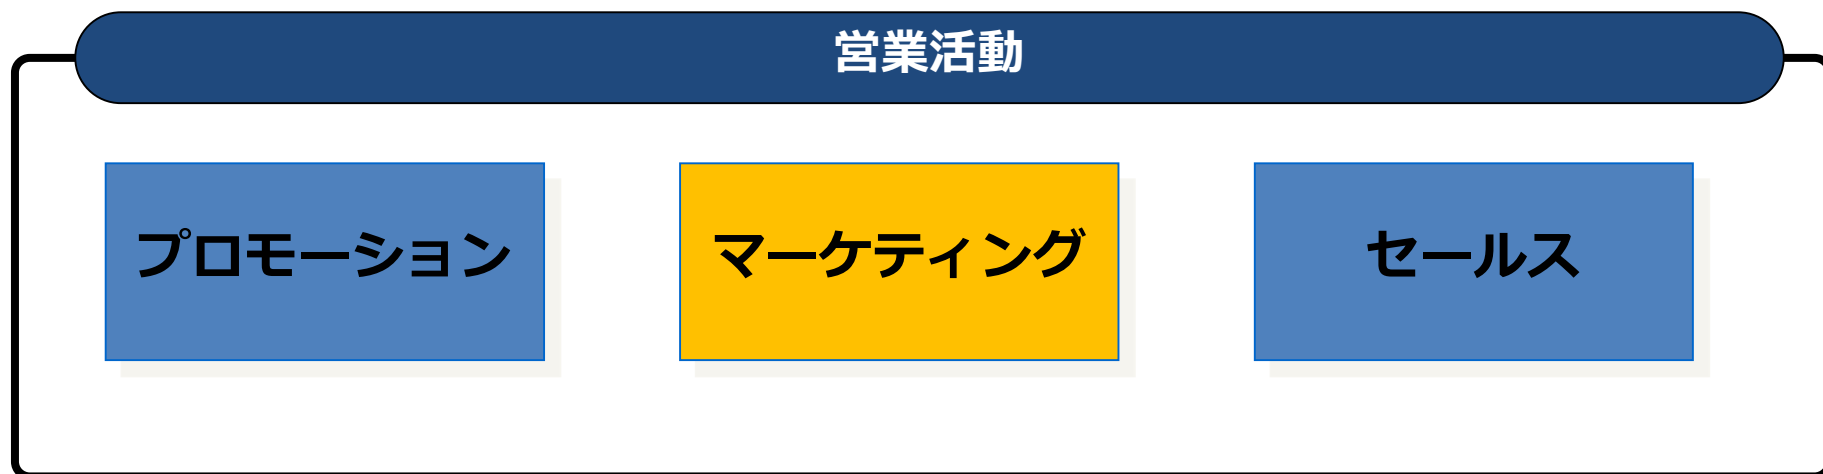 営業活動
プロモーション
マーケティング
セールス